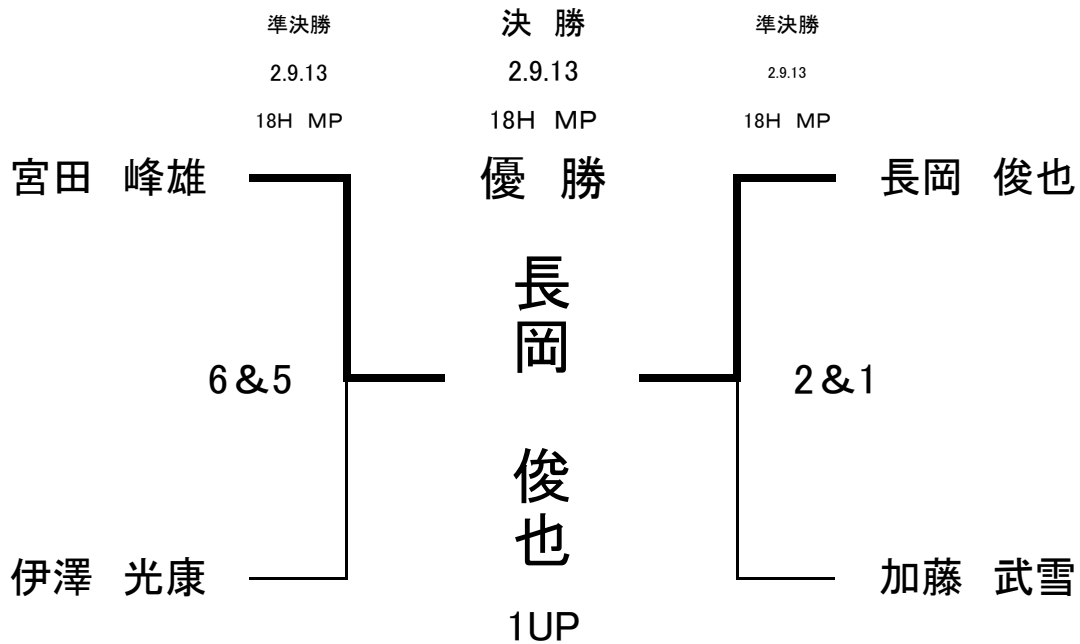 準決勝 決 勝 準決勝
2.9.13 2.9.13 2.9.13
18H MP 18H MP 18H MP
宮田 峰雄 優 勝 長岡 俊也
長岡 俊也
6&5 2&1
伊澤 光康 加藤 武雪
1UP